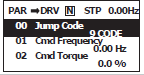 PAR ➡DRV N STP 0.00Hz
00 Jump Code
9 CODE
01 Cmd Frequency
0.00 Hz
02 Cmd Torque
0.0 %